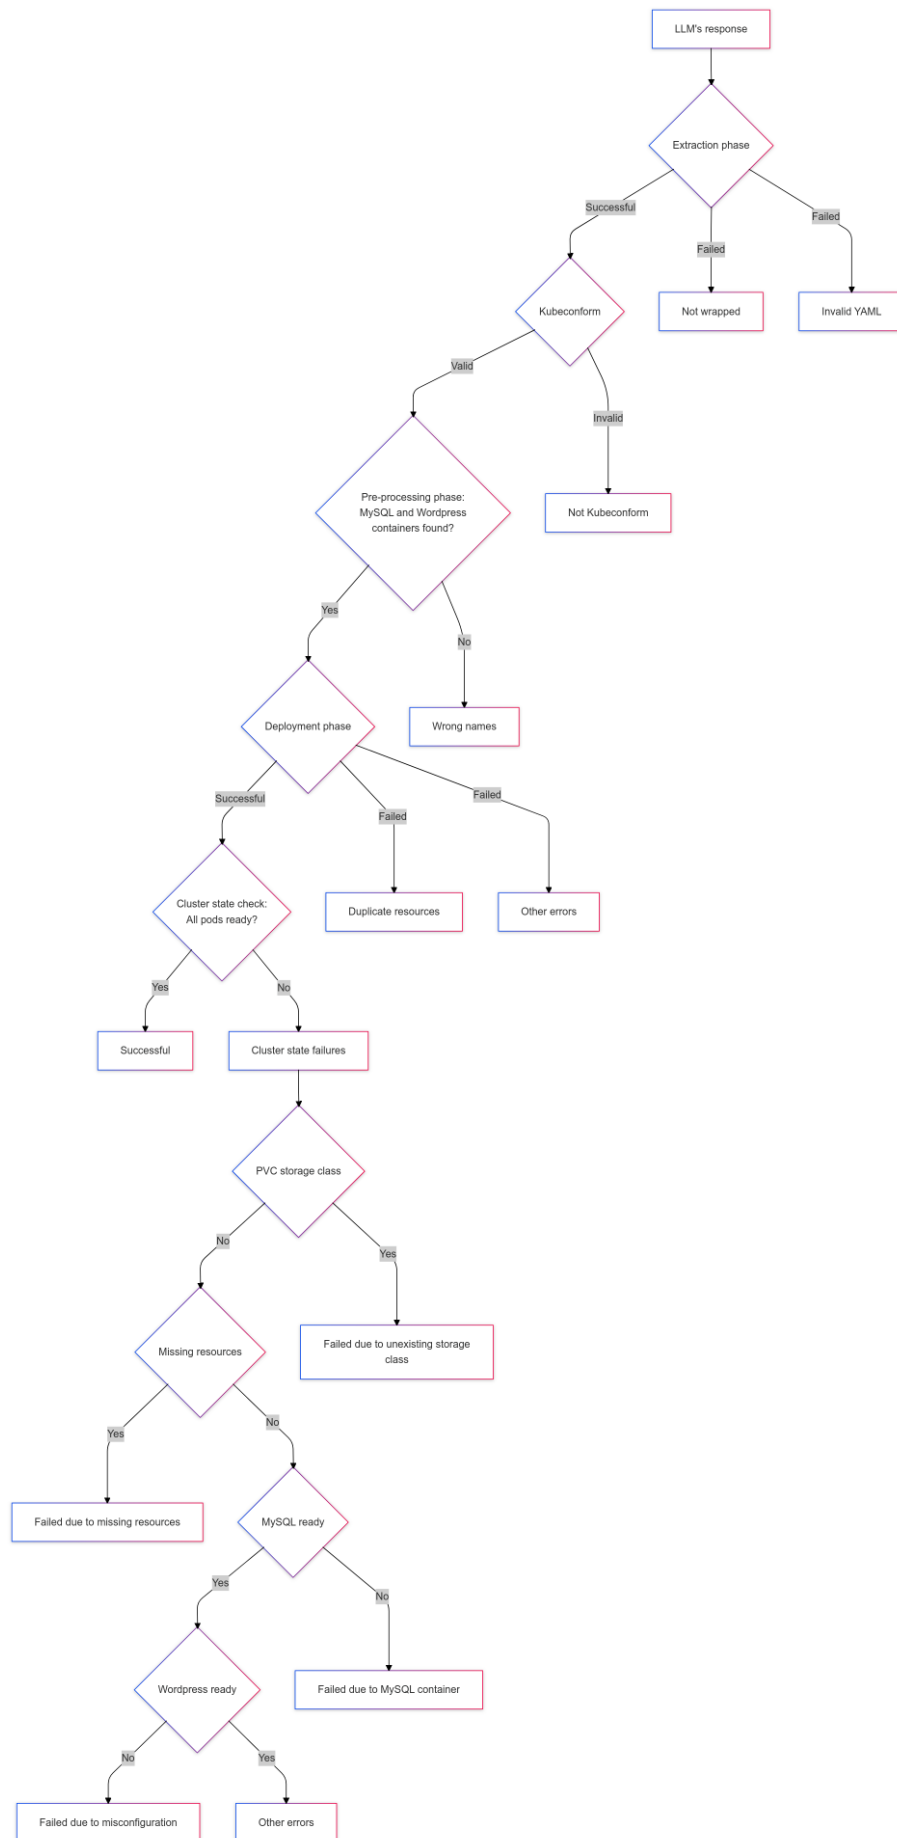 LLM's response
Extraction phase
Successful
Failed
Failed
Kubeconform
Not wrapped
Invalid YAML
Valid
Invalid
Pre-processing phase:
MySQL and Wordpress
containers found?
Not Kubeconform
Yes
No
Deployment phase
Wrong names
Successful
Failed
Failed
Cluster state check:
All pods ready?
Duplicate resources
Other errors
Yes
No
Successful
Cluster state failures
PVC storage class
No
Yes
Missing resources
Failed due to unexisting storage
class
Yes
No
Failed due to missing resources
MySQL ready
Yes
No
Wordpress ready
Failed due to MySQL container
No
Yes
Failed due to misconfiguration
Other errors